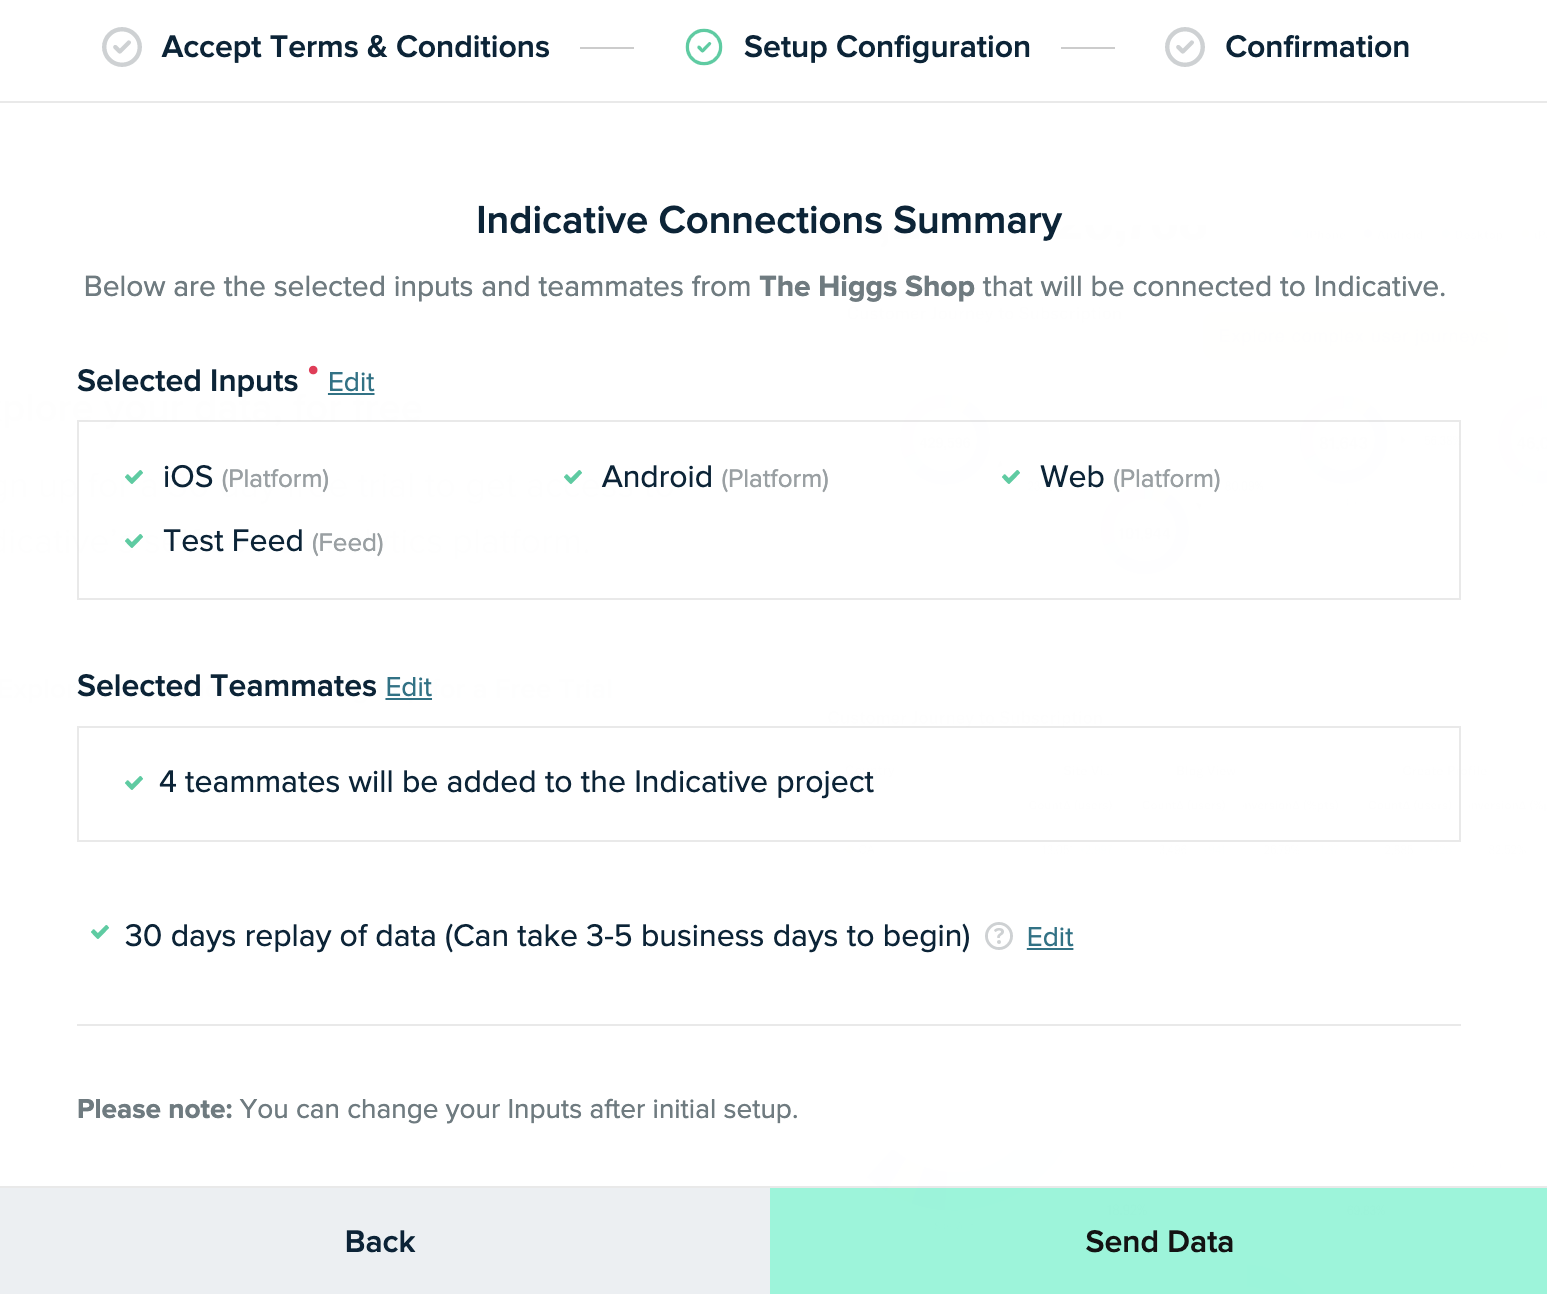 Accept Terms & Conditions Setup Configuration Confirmation
Indicative Connections Summary
Below are the selected inputs and teammates from The Higgs Shop that will be connected to Indicative.
Selected Inputs • Edit
iOS (Platform) Android (Platform) Web (Platform)
Test Feed (Feed)
Selected Teammates Edit
4 teammates will be added to the Indicative project
30 days replay of data (Can take 3-5 business days to begin) ? Edit
Please note: You can change your Inputs after initial setup.
Back Send Data